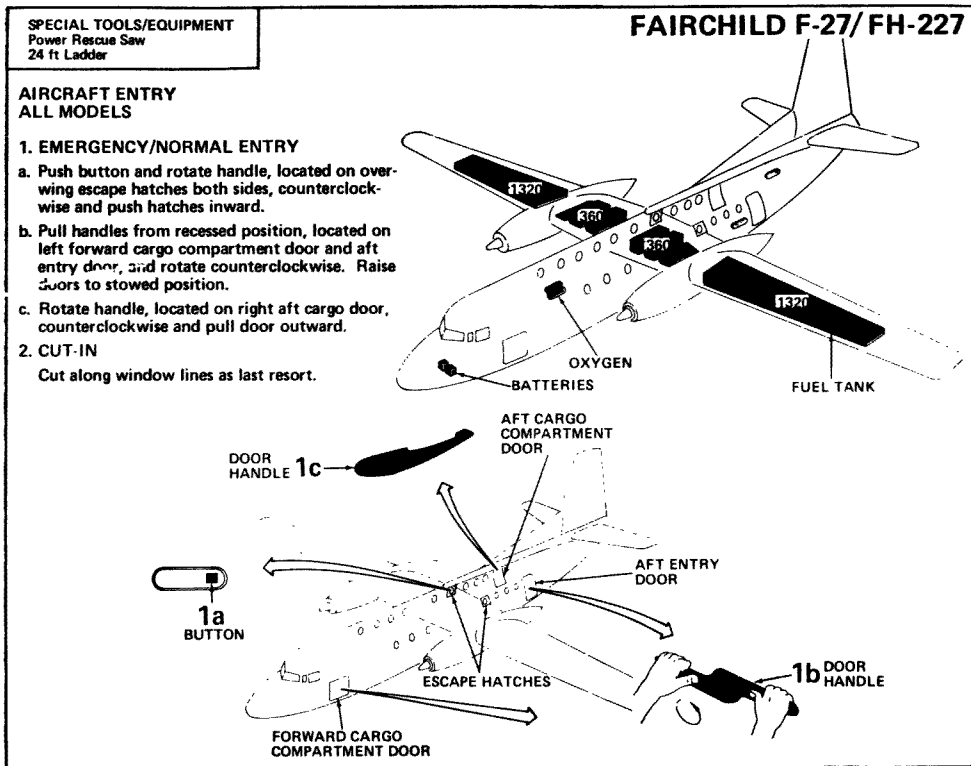 SPECIAL TOOLS/EQUIPMENT
Power Rescue Saw
24 ft Ladder
FAIRCHILD F-27/ FH-227
AIRCRAFT ENTRY
ALL MODELS
1. EMERGENCY/NORMAL ENTRY
a. Push button and rotate handle, located on over-
wing escape hatches both sides, counterclock-
wise and push hatches inward.
b. Pull handles from recessed position, located on
left forward cargo compartment door and aft
entry door, and rotate counterclockwise. Raise
doors to stowed position.
c. Rotate handle, located on right aft cargo door,
counterclockwise and pull door outward.
2. CUT-IN
Cut along window lines as last resort.
1320
360
360
1320
OXYGEN
BATTERIES
FUEL TANK
AFT CARGO
COMPARTMENT
DOOR
DOOR
HANDLE 1c
AFT ENTRY
DOOR
1a
BUTTON
ESCAPE HATCHES
1b DOOR
HANDLE
FORWARD CARGO
COMPARTMENT DOOR